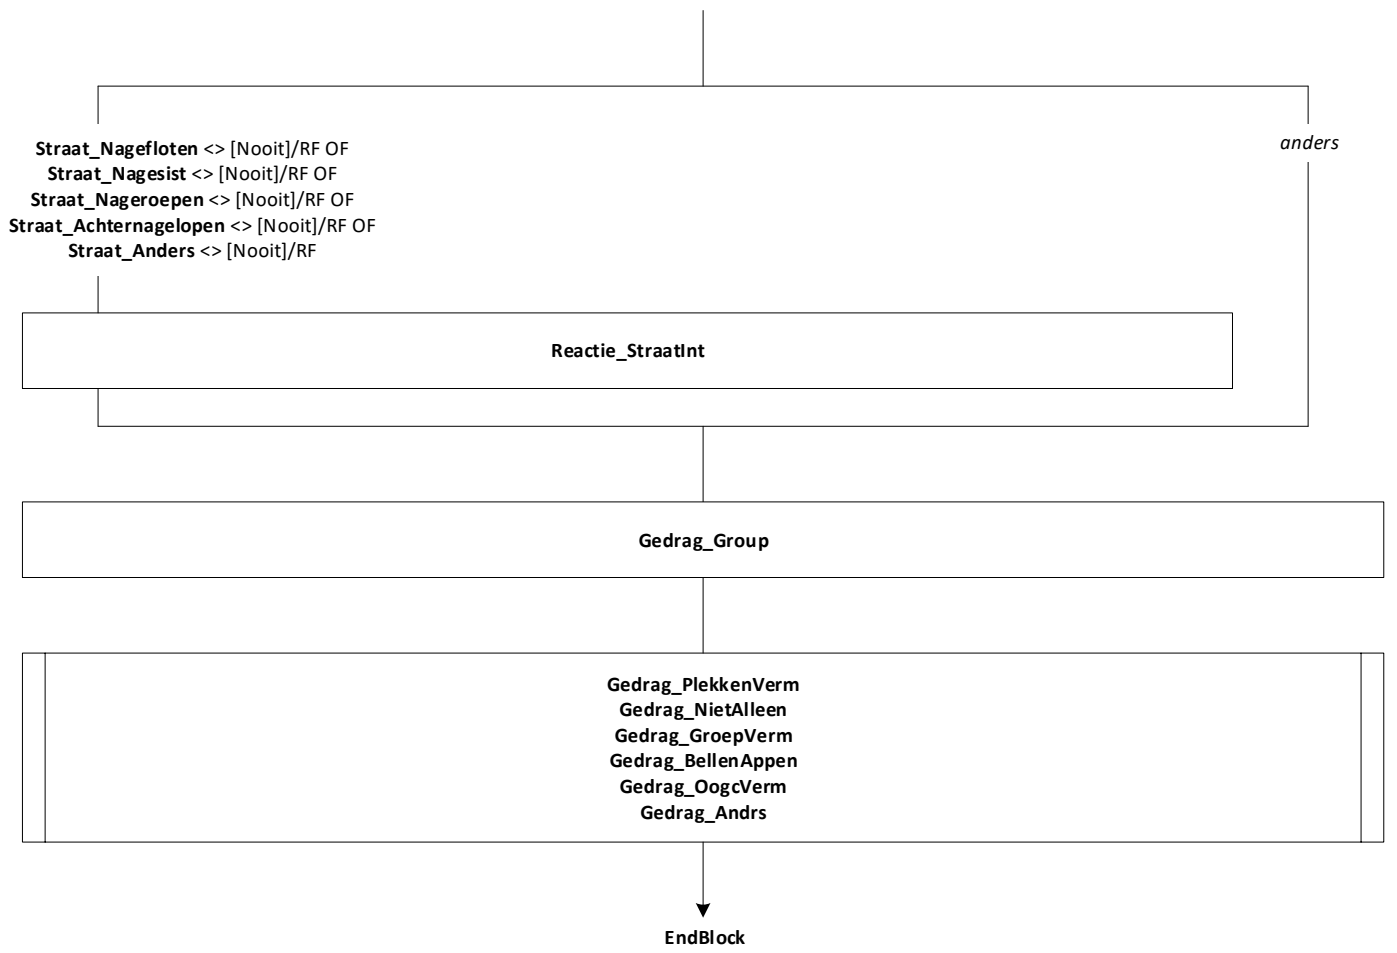 Straat_Nagefloten <> [Nooit]/RF OF
anders
Straat_Nagesist <> [Nooit]/RF OF
Straat_Nageroepen <> [Nooit]/RF OF
Straat_Achternagelopen <> [Nooit]/RF OF
Straat_Anders <> [Nooit]/RF
Reactie_StraatInt
Gedrag_Group
Gedrag_PlekkenVerm
Gedrag_NietAlleen
Gedrag_GroepVerm
Gedrag_BellenAppen
Gedrag_OogcVerm
Gedrag_Andrs
EndBlock